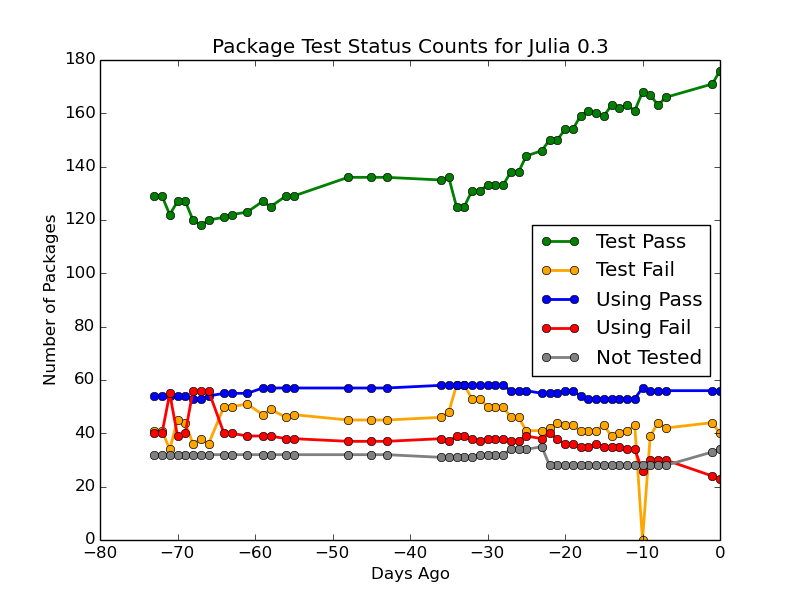 Package Test Status Counts for Julia 0.3
180
160
140
120
100
80
60
40
20
0
Number of Packages
Test Pass
Test Fail
Using Pass
Using Fail
Not Tested
−80 −70 −60 −50 −40 −30 −20 −10 0
Days Ago